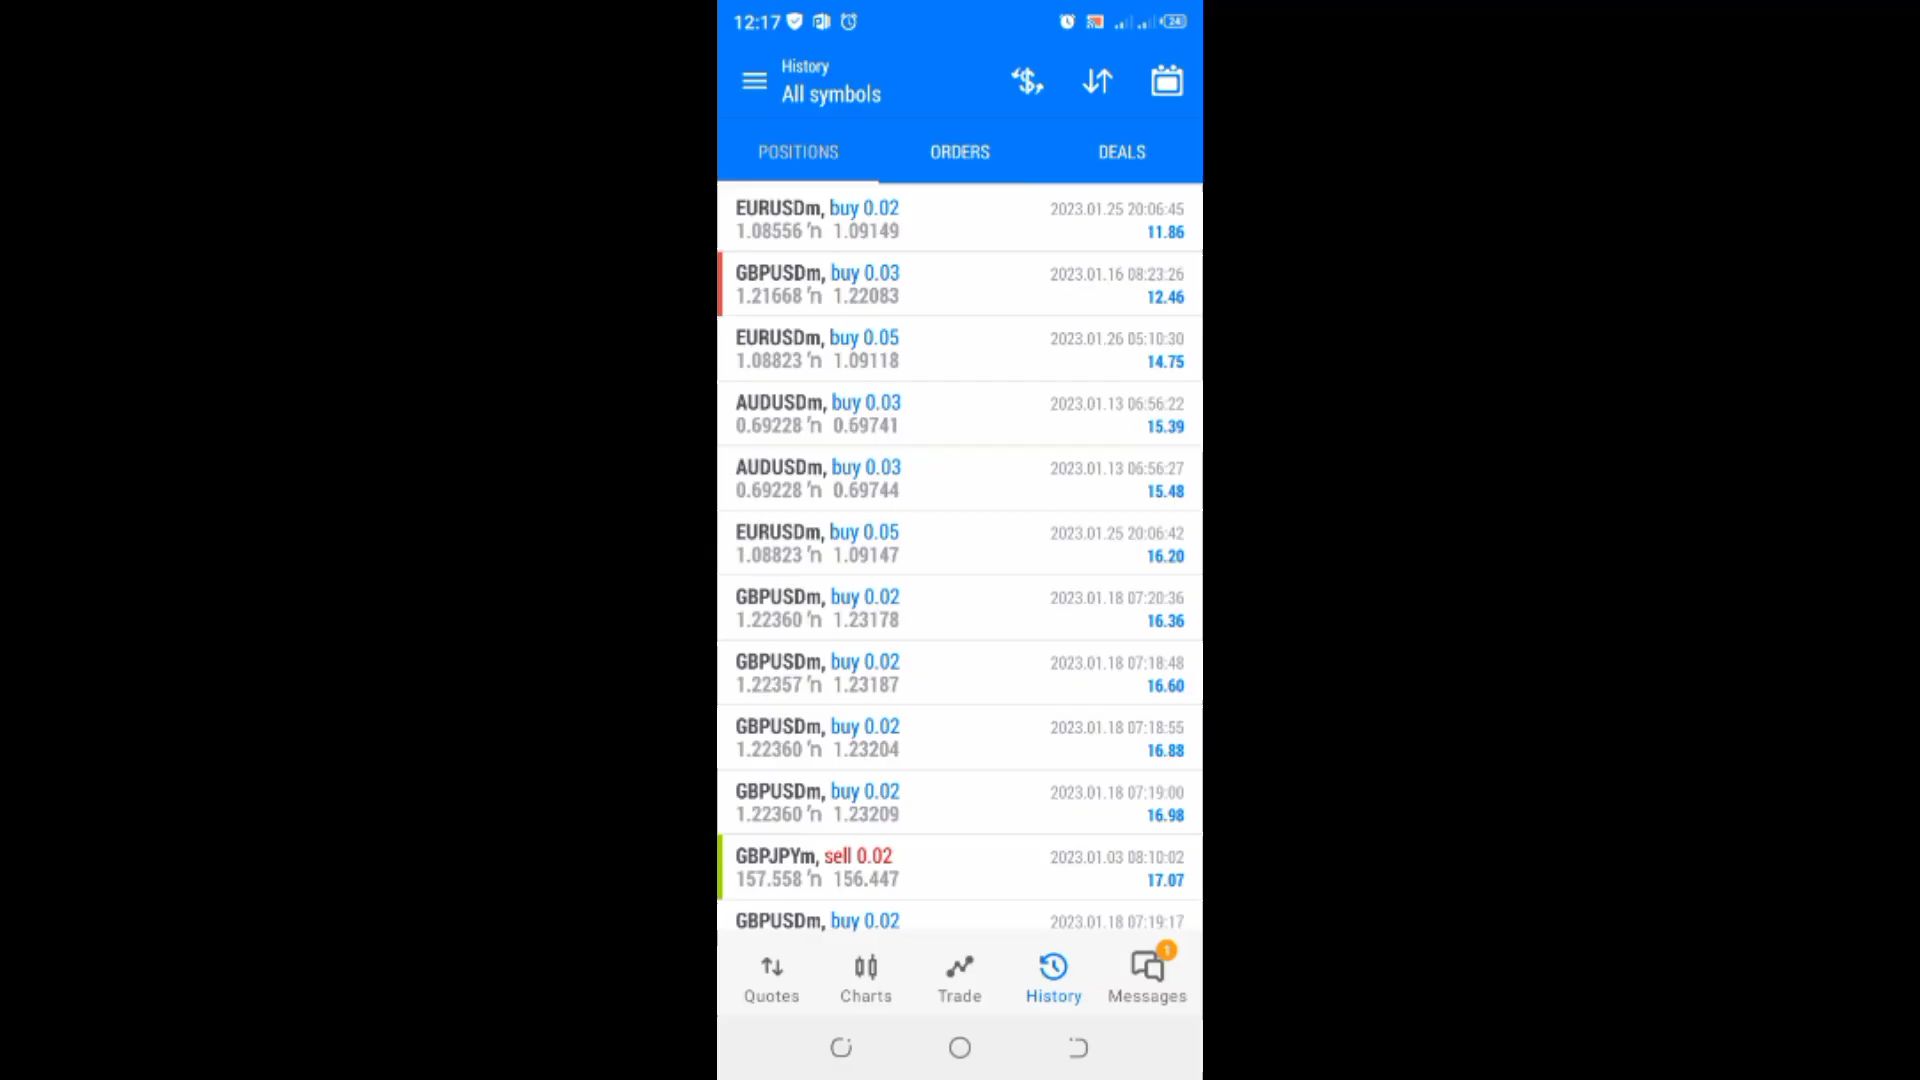 12:17
24
History
All symbols
POSITIONS ORDERS DEALS
EURUSDm, buy 0.02 2023.01.25 20:06:45
1.08556 'n 1.09149 11.86
GBPUSDm, buy 0.03 2023.01.16 08:23:26
1.21668 'n 1.22083 12.46
EURUSDm, buy 0.05 2023.01.26 05:10:30
1.08823 'n 1.09118 14.75
AUDUSDm, buy 0.03 2023.01.13 06:56:22
0.69228 'n 0.69741 15.39
AUDUSDm, buy 0.03 2023.01.13 06:56:27
0.69228 'n 0.69744 15.48
EURUSDm, buy 0.05 2023.01.25 20:06:42
1.08823 'n 1.09147 16.20
GBPUSDm, buy 0.02 2023.01.18 07:20:36
1.22360 'n 1.23178 16.36
GBPUSDm, buy 0.02 2023.01.18 07:18:48
1.22357 'n 1.23187 16.60
GBPUSDm, buy 0.02 2023.01.18 07:18:55
1.22360 'n 1.23204 16.88
GBPUSDm, buy 0.02 2023.01.18 07:19:00
1.22360 'n 1.23209 16.98
GBPJPYm, sell 0.02 2023.01.03 08:10:02
157.558 'n 156.447 17.07
GBPUSDm, buy 0.02 2023.01.18 07:19:17
1
Quotes Charts Trade History Messages